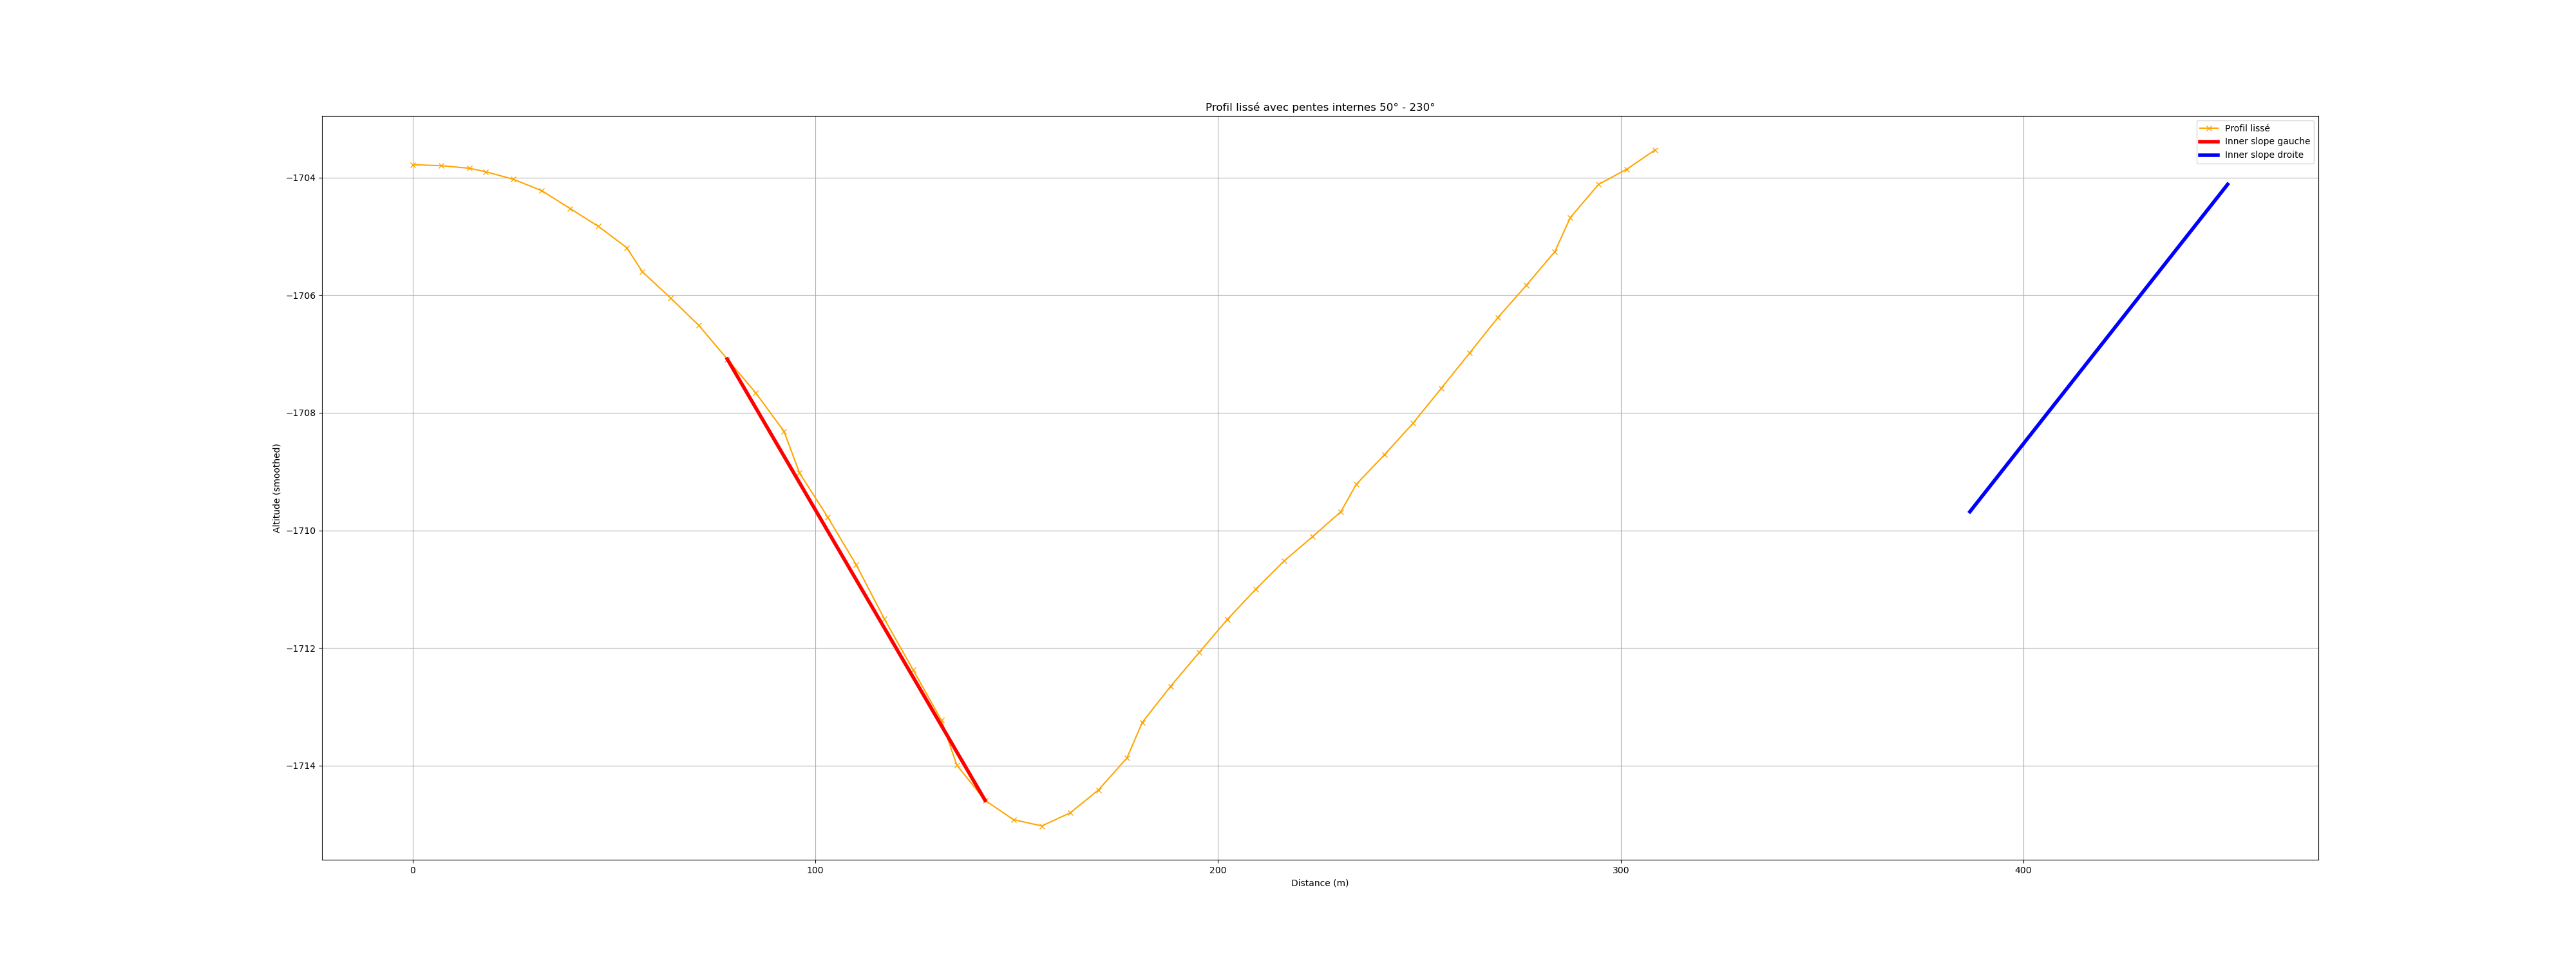 Profil lissé avec pentes internes 50° - 230°
Profil lissé
Inner slope gauche
Inner slope droite
−1704
−1706
−1708
−1710
−1712
−1714
Altitude (smoothed)
0 100 200 300 400
Distance (m)